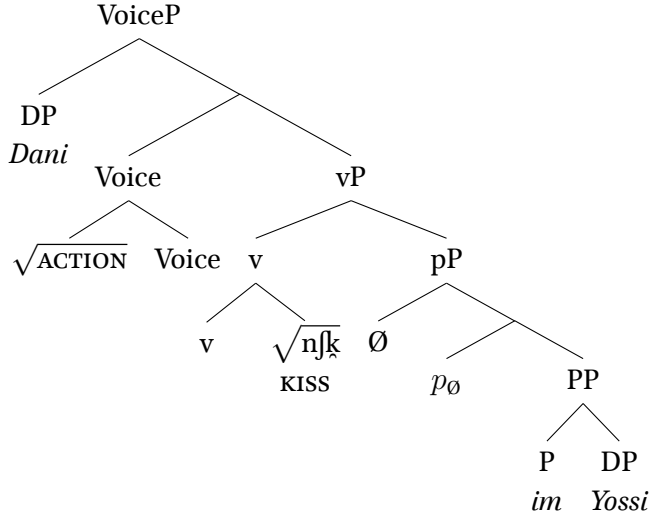 VoiceP
DP
Dani
Voice vP
√ACTION Voice v pP
v √nʃk̯ Ø
KISS p_Ø PP
P DP
im Yossi